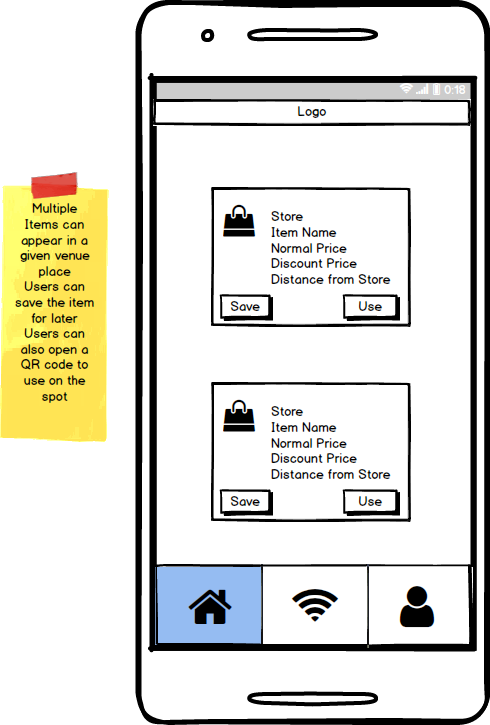 0:18
Logo
Multiple
Items can
appear in a
given venue
place
Users can
save the item
for later
Users can
also open a
QR code to
use on the
spot
Store
Item Name
Normal Price
Discount Price
Distance from Store
Save
Use
Store
Item Name
Normal Price
Discount Price
Distance from Store
Save
Use